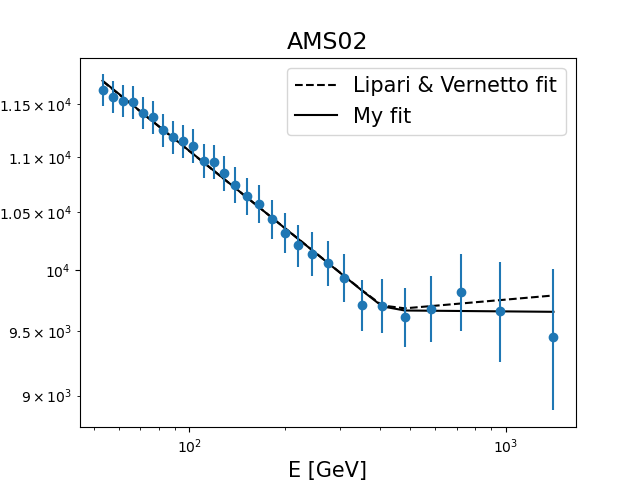 AMS02
Lipari & Vernetto fit
My fit
1.15 × 10⁴
1.1 × 10⁴
1.05 × 10⁴
10⁴
9.5 × 10³
9 × 10³
10² 10³
E [GeV]